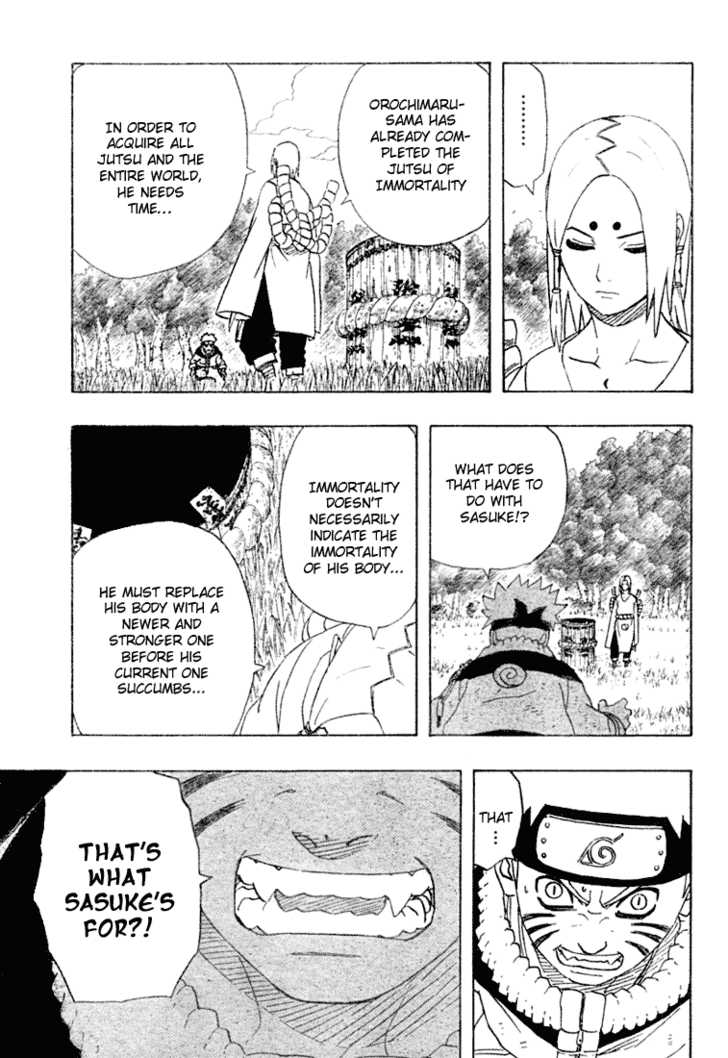 .........
OROCHIMARU-
SAMA HAS
ALREADY COM-
PLETED THE
JUTSU OF
IMMORTALITY
IN ORDER TO
ACQUIRE ALL
JUTSU AND THE
ENTIRE WORLD,
HE NEEDS
TIME...
WHAT DOES
THAT HAVE TO
DO WITH
SASUKE!?
IMMORTALITY
DOESN'T
NECESSARILY
INDICATE THE
IMMORTALITY
OF HIS BODY...
HE MUST REPLACE
HIS BODY WITH A
NEWER AND
STRONGER ONE
BEFORE HIS
CURRENT ONE
SUCCUMBS...
THAT
...
THAT'S
WHAT
SASUKE'S
FOR?!